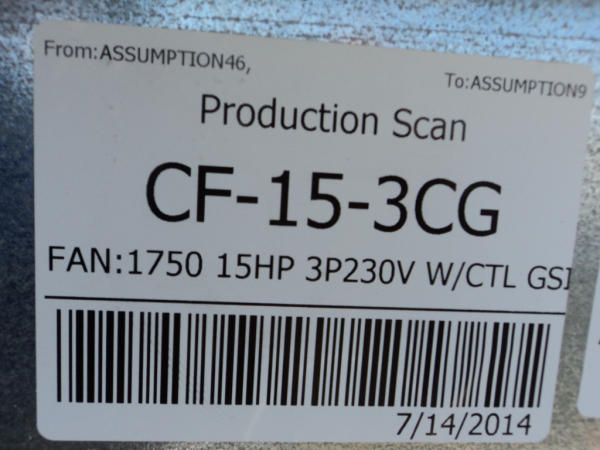 From:ASSUMPTION46,
To:ASSUMPTION9
Production Scan
CF-15-3CG
FAN:1750 15HP 3P230V W/CTL GSI
7/14/2014